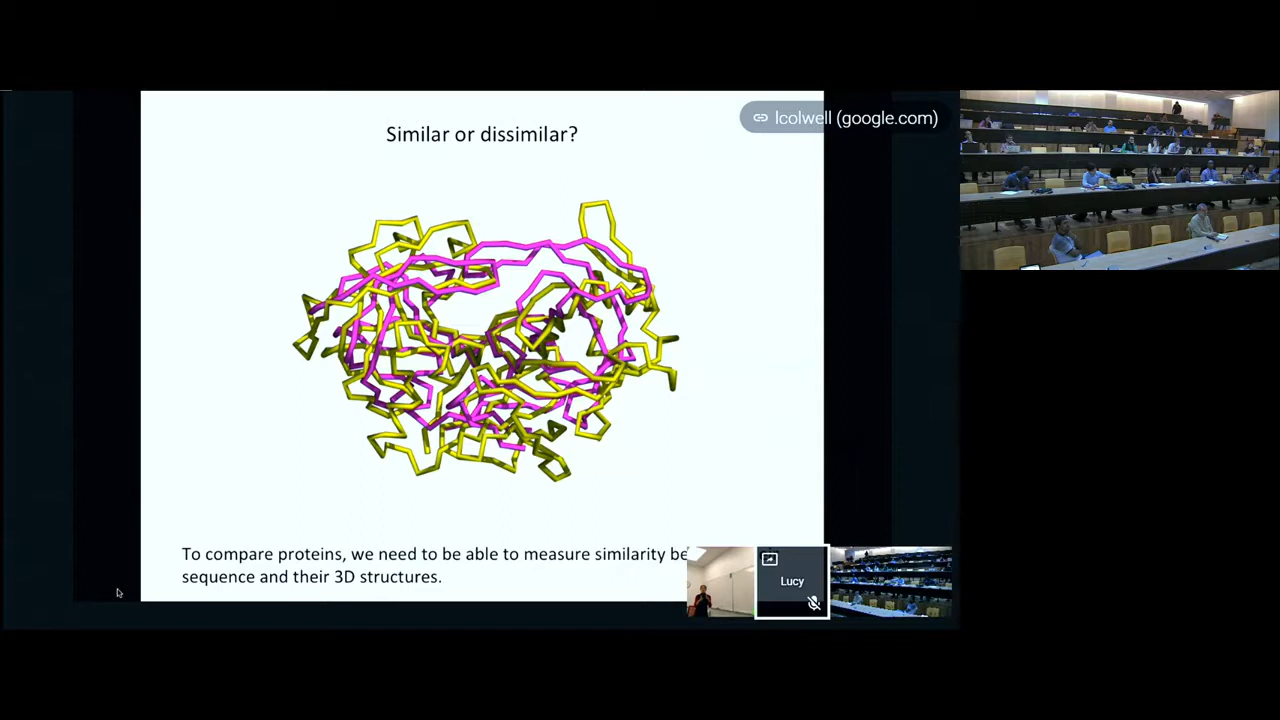 Similar or dissimilar?
lcolwell (google.com)
To compare proteins, we need to be able to measure similarity
sequence and their 3D structures.
Lucy